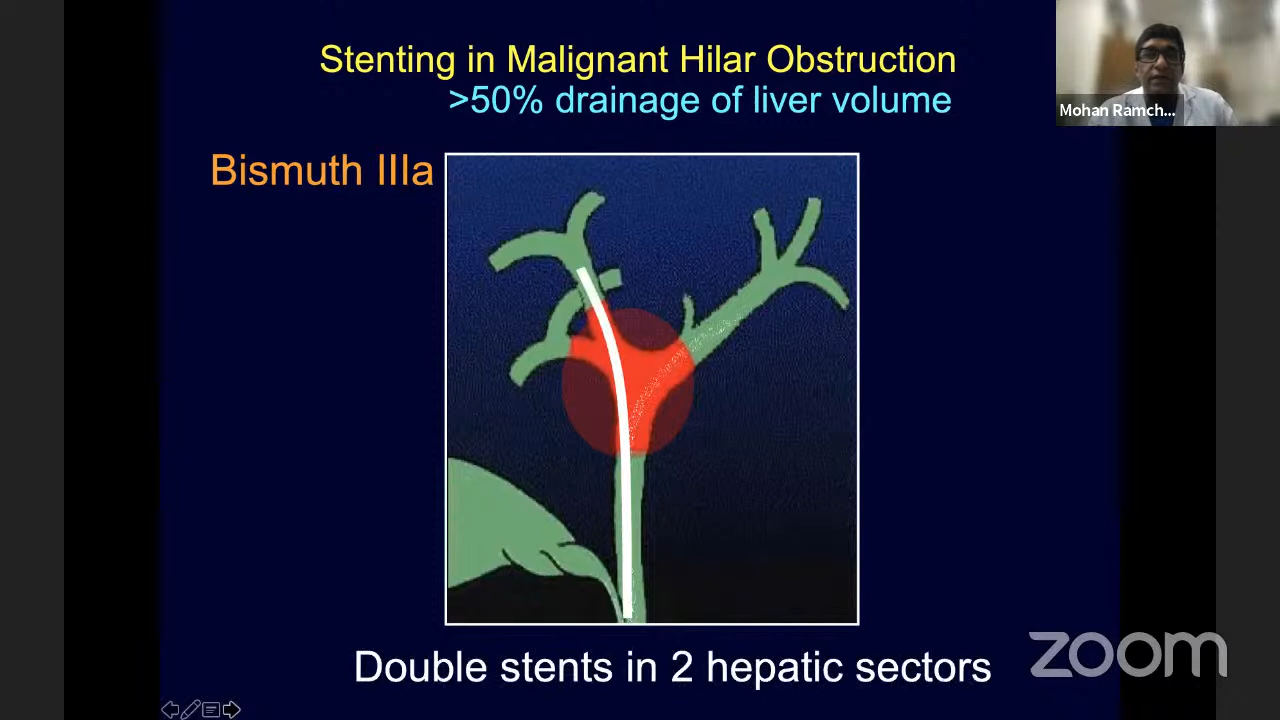 Stenting in Malignant Hilar Obstruction
>50% drainage of liver volume
Mohan Ramch...
Bismuth IIIa
Double stents in 2 hepatic sectors
zoom